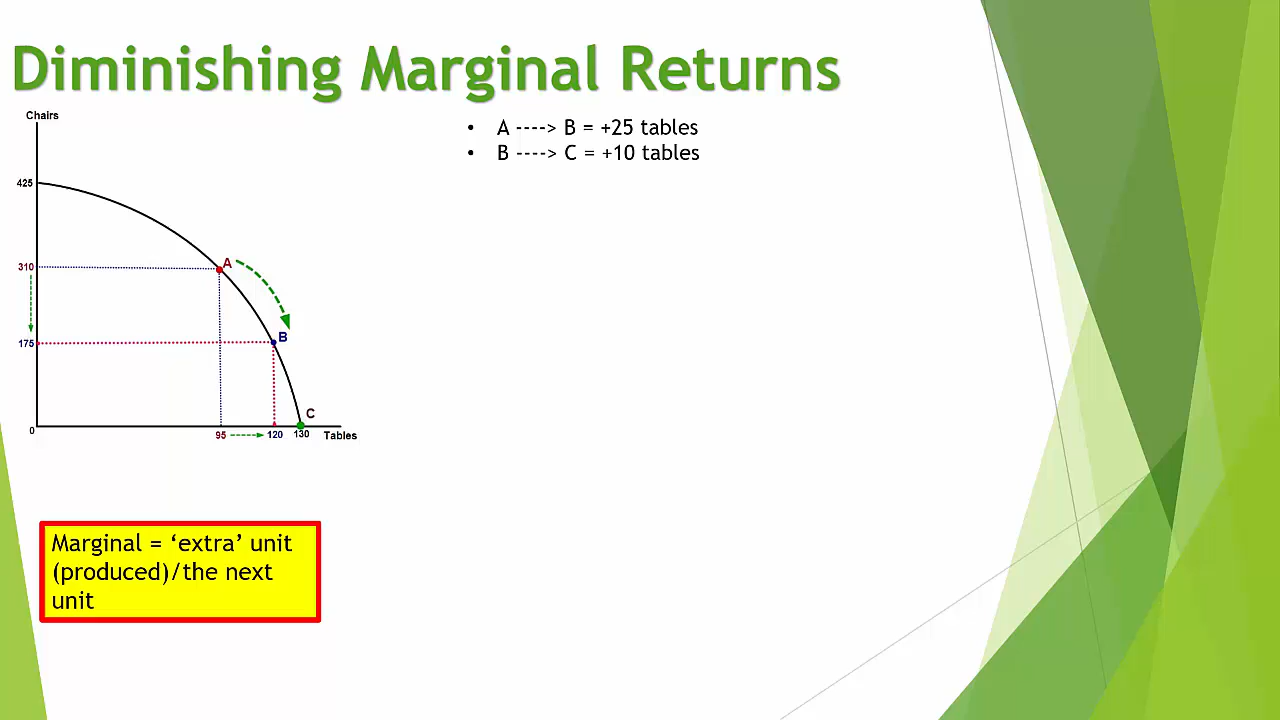 Diminishing Marginal Returns
Chairs
425
310
175
0
A
B
C
95
120
130
Tables
• A ----> B = +25 tables
• B ----> C = +10 tables
Marginal = ‘extra’ unit
(produced)/the next
unit